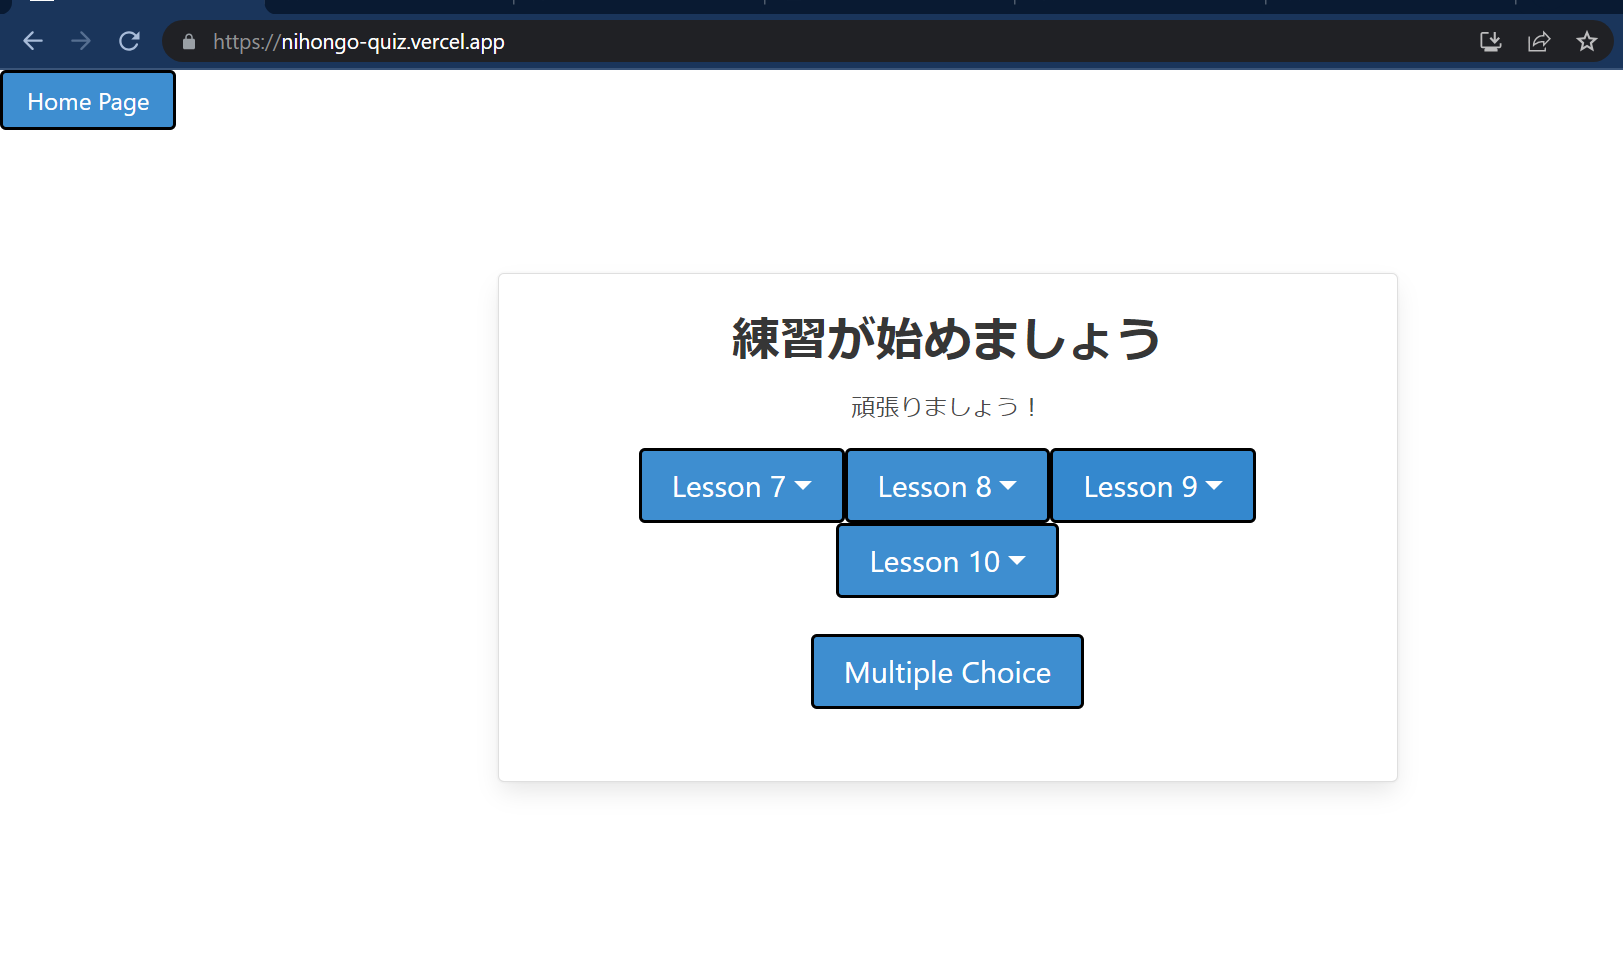 https://nihongo-quiz.vercel.app
Home Page
練習が始めましょう
頑張りましょう！
Lesson 7 Lesson 8 Lesson 9
Lesson 10
Multiple Choice